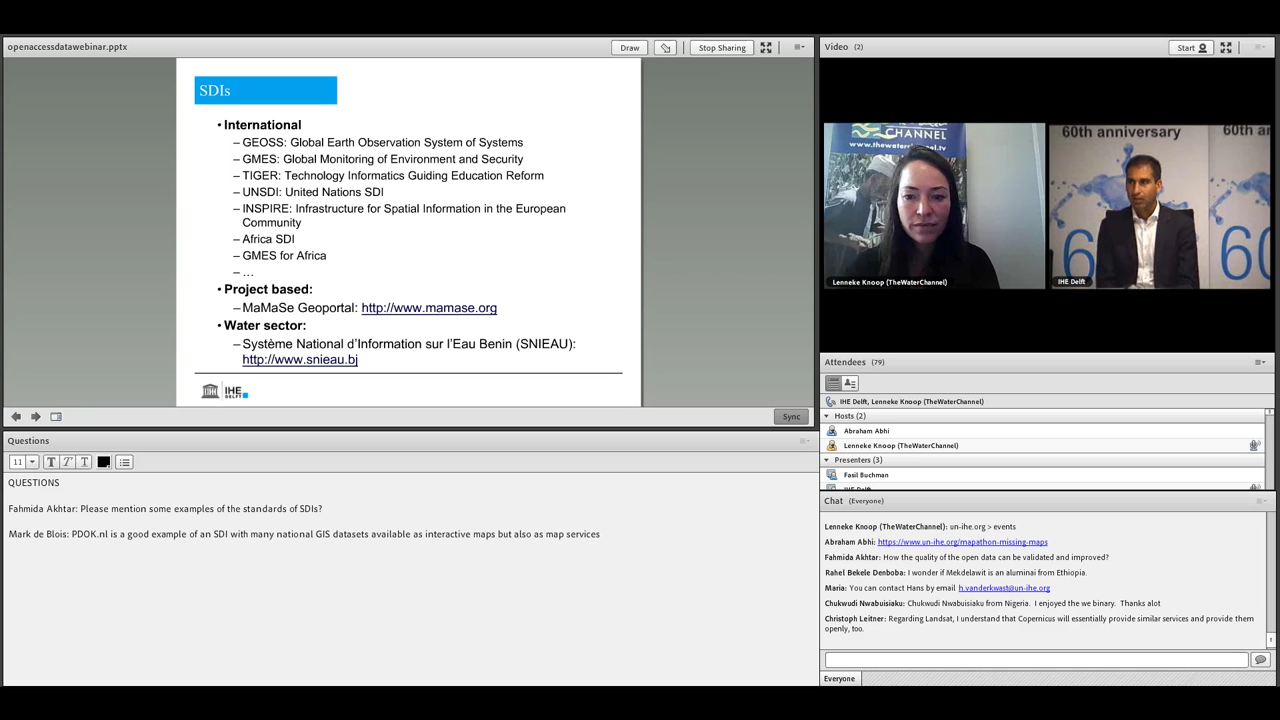 openaccessdatawebinar.pptx
Draw
Stop Sharing
SDIs
• International
– GEOSS: Global Earth Observation System of Systems
– GMES: Global Monitoring of Environment and Security
– TIGER: Technology Informatics Guiding Education Reform
– UNSDI: United Nations SDI
– INSPIRE: Infrastructure for Spatial Information in the European
Community
– Africa SDI
– GMES for Africa
– ...
• Project based:
– MaMaSe Geoportal: http://www.mamase.org
• Water sector:
– Système National d'Information sur l'Eau Benin (SNIEAU):
http://www.snieau.bj
IHE
DELFT
Sync
Questions
11
T T T
QUESTIONS
Fahmida Akhtar: Please mention some examples of the standards of SDIs?
Mark de Blois: PDOK.nl is a good example of an SDI with many national GIS datasets available as interactive maps but also as map services
Video (2)
Start
CHANNEL
www.thewaterchannel.tv
Lenneke Knoop (TheWaterChannel)
60th anniversary
60th an
6
60
IHE Delft
Attendees (79)
IHE Delft, Lenneke Knoop (TheWaterChannel)
Hosts (2)
Abraham Abhi
Lenneke Knoop (TheWaterChannel)
Presenters (3)
Fasil Buchman
IHE Delft
Chat (Everyone)
Lenneke Knoop (TheWaterChannel): un-ihe.org > events
Abraham Abhi: https://www.un-ihe.org/mapathon-missing-maps
Fahmida Akhtar: How the quality of the open data can be validated and improved?
Rahel Bekele Denboba: I wonder if Mekdelawit is an aluminai from Ethiopia.
Maria: You can contact Hans by email h.vanderkwast@un-ihe.org
Chukwudi Nwabuisiaku: Chukwudi Nwabuisiaku from Nigeria. I enjoyed the we binary. Thanks alot
Christoph Leitner: Regarding Landsat, I understand that Copernicus will essentially provide similar services and provide them
openly, too.
Everyone